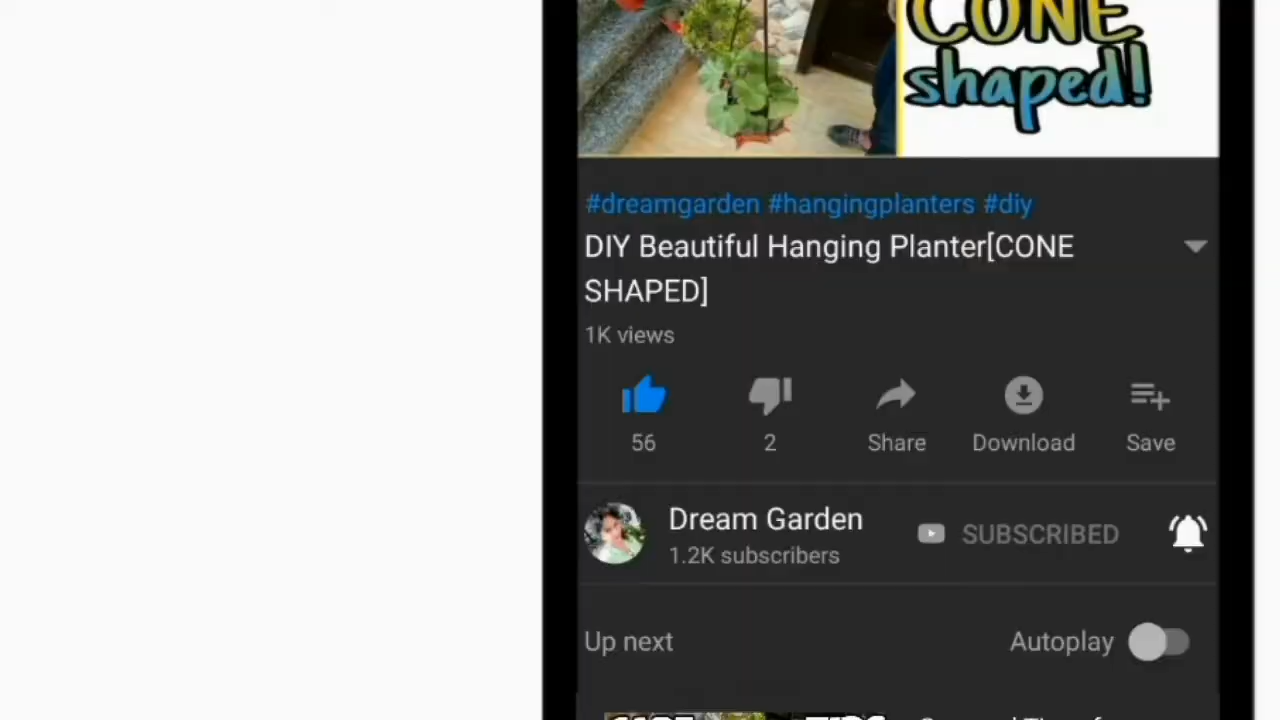 CONE
shaped!
#dreamgarden #hangingplanters #diy
DIY Beautiful Hanging Planter[CONE
SHAPED]
1K views
56
2
Share
Download
Save
Dream Garden
1.2K subscribers
SUBSCRIBED
Up next
Autoplay